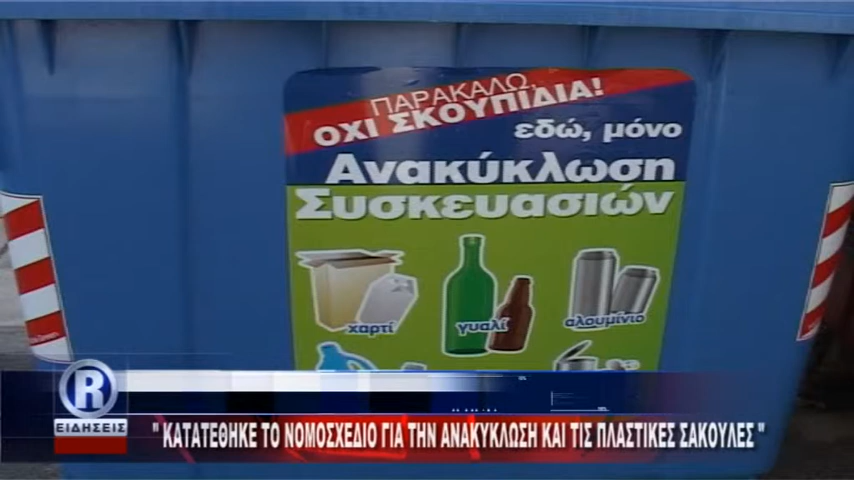 ΠΑΡΑΚΑΛΩ,
ΟΧΙ ΣΚΟΥΠΙΔΙΑ!
εδώ, μόνο
Ανακύκλωση
Συσκευασιών
χαρτί
γυαλί
αλουμίνιο
R
ΕΙΔΗΣΕΙΣ
" ΚΑΤΑΤΕΘΗΚΕ ΤΟ ΝΟΜΟΣΧΕΔΙΟ ΓΙΑ ΤΗΝ ΑΝΑΚΥΚΛΩΣΗ ΚΑΙ ΤΙΣ ΠΛΑΣΤΙΚΕΣ ΣΑΚΟΥΛΕΣ "